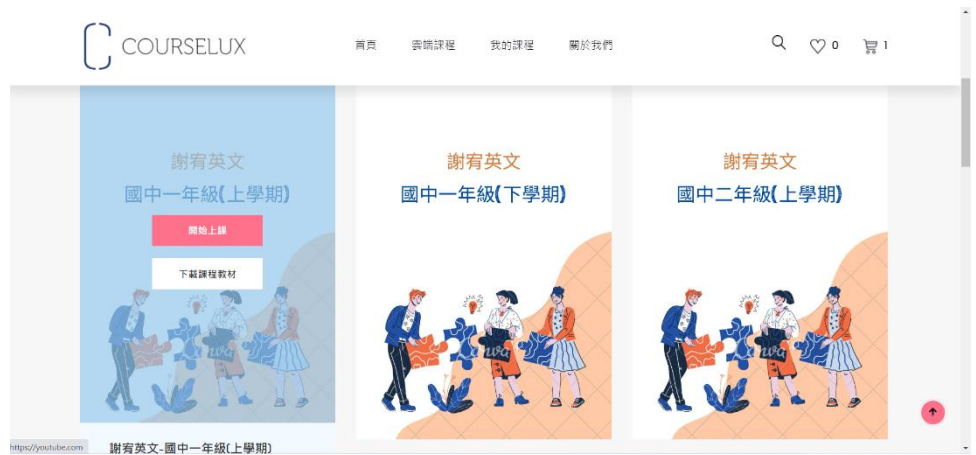 COURSELUX
首頁 雲端課程 我的課程 關於我們
0
1
謝宥英文
國中一年級(上學期)
開始上課
下載課程教材
謝宥英文
國中一年級(下學期)
謝宥英文
國中二年級(上學期)
https://youtube.com
謝宥英文-國中一年級(上學期)